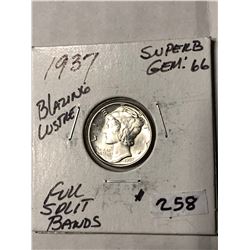 1937
SUPERB
GEM: 66
BLAZING
LUSTRE
FULL
SPLIT
BANDS
$ 258